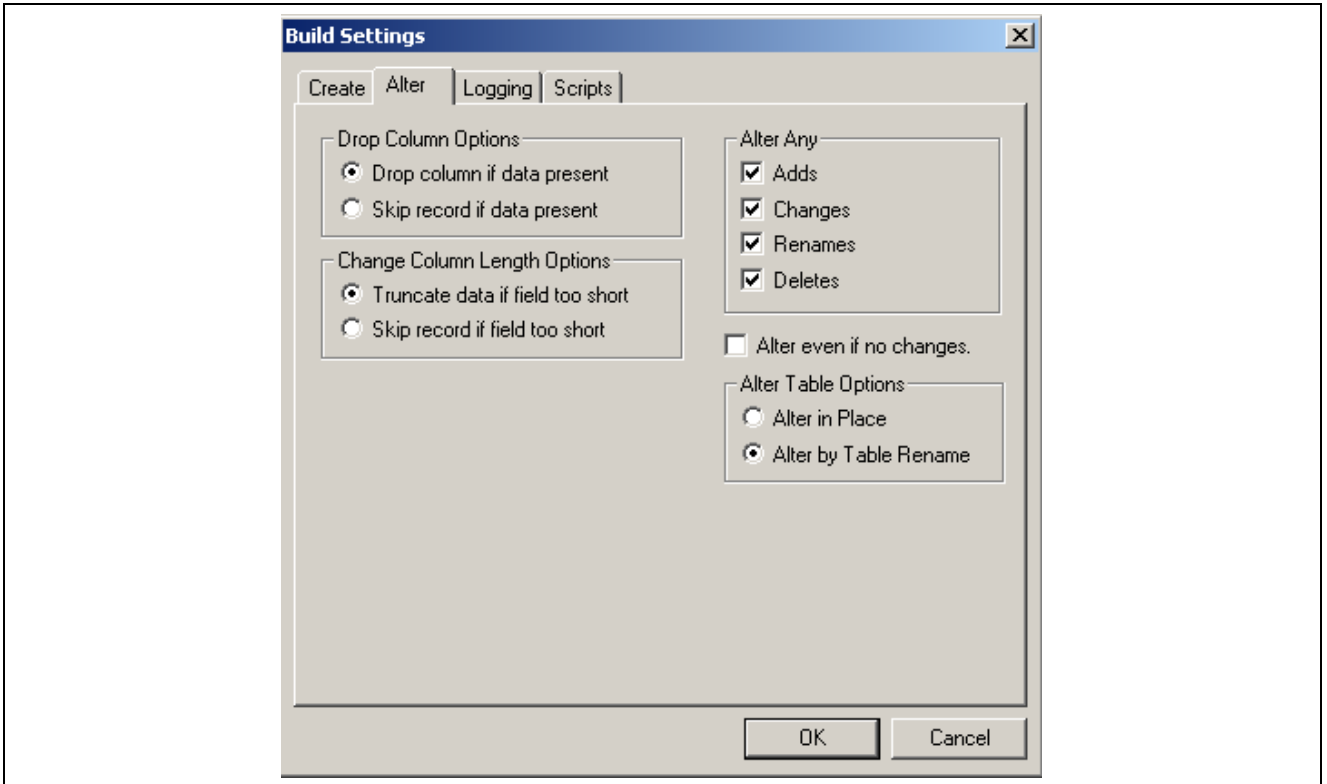 Build Settings
Create Alter Logging Scripts
Drop Column Options
Drop column if data present
Skip record if data present
Change Column Length Options
Truncate data if field too short
Skip record if field too short
Alter Any
Adds
Changes
Renames
Deletes
Alter even if no changes.
Alter Table Options
Alter in Place
Alter by Table Rename
OK Cancel